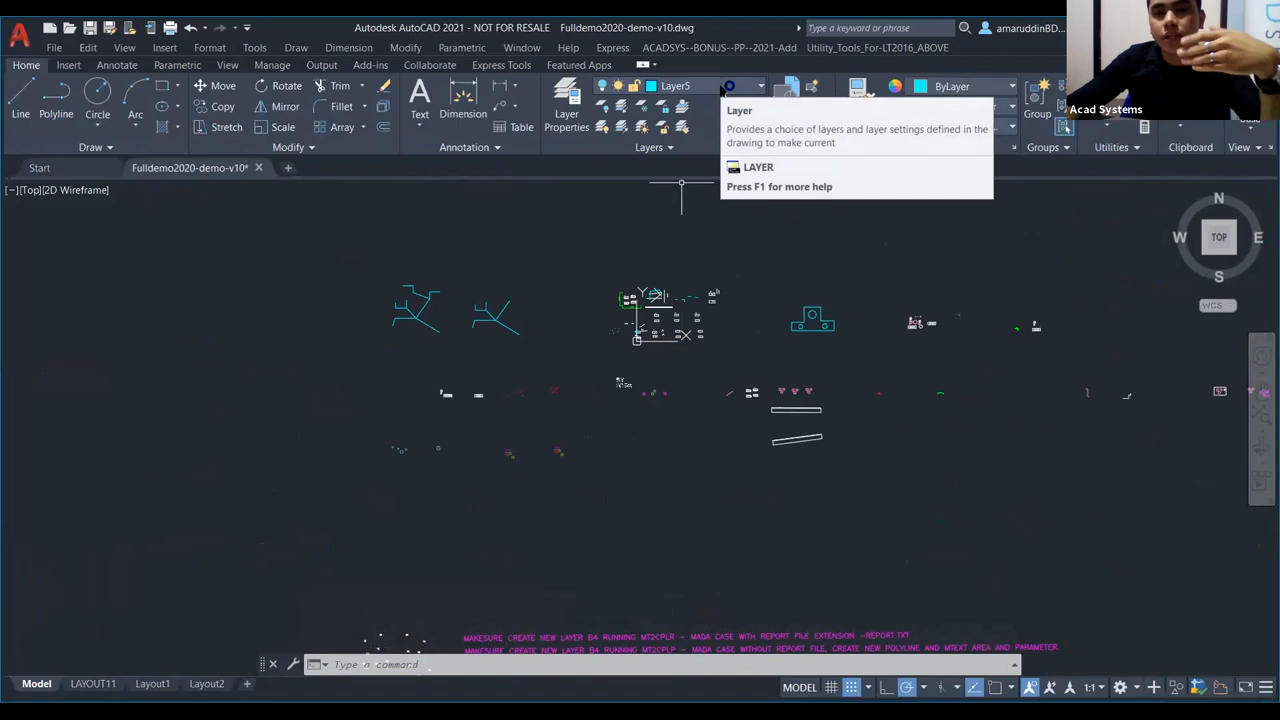 Autodesk AutoCAD 2021 - NOT FOR RESALE Fulldemo2020-demo-v10.dwg
Type a keyword or phrase
amaruddinBD...
File Edit View Insert Format Tools Draw Dimension Modify Parametric Window Help Express ACADSYS--BONUS--PP--2021-Add Utility_Tools_For-LT2016_ABOVE
Home Insert Annotate Parametric View Manage Output Add-ins Collaborate Express Tools Featured Apps
Line Polyline Circle Arc
Move Rotate Trim
Copy Mirror Fillet
Stretch Scale Array
Text Dimension
Table
Layer Properties
Layer5
ByLayer
Group
Draw Modify Annotation Layers Groups Utilities Clipboard View
Acad Systems
Layer
Provides a choice of layers and layer settings defined in the
drawing to make current
LAYER
Press F1 for more help
Start Fulldemo2020-demo-v10*
[−][Top][2D Wireframe]
N
W TOP E
S
WCS
Y
X
MAKESURE CREATE NEW LAYER B4 RUNNING MT2CPLR - MADA CASE WITH REPORT FILE EXTENSION -REPORT.TXT
MAKESURE CREATE NEW LAYER B4 RUNNING MT2CPLR - MADA CASE WITHOUT REPORT FILE, CREATE NEW POLYLINE AND MTEXT AREA AND PARAMETER.
Type a command
Model LAYOUT11 Layout1 Layout2 +
MODEL 1:1